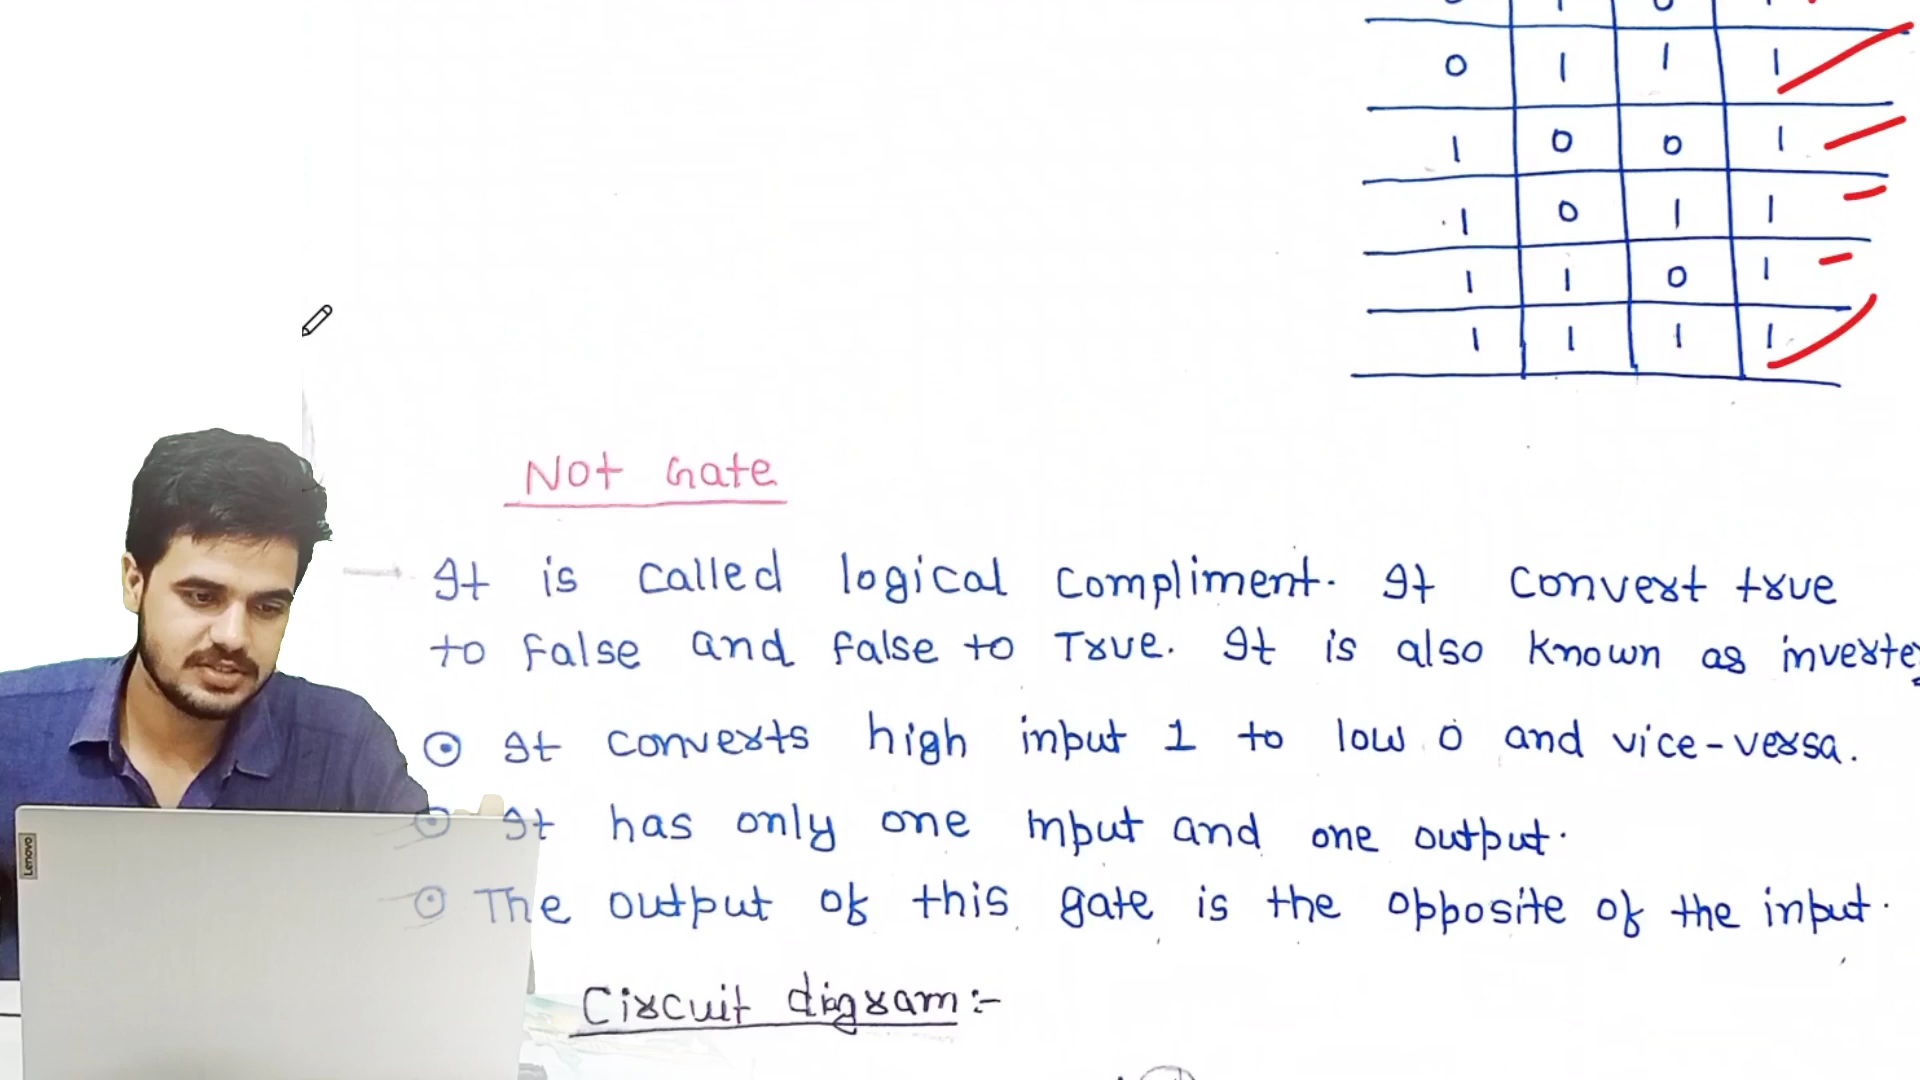 0 1 1 1
1 0 0 1
1 0 1 1
1 1 0 1
1 1 1 1
Not Gate
It is called logical compliment. It convert true
to false and false to True. It is also known as
It converts high input 1 to low 0 and vice-versa.
It has only one input and one output.
The output of this gate is the opposite of the input.
Circuit digram:-
Lenovo